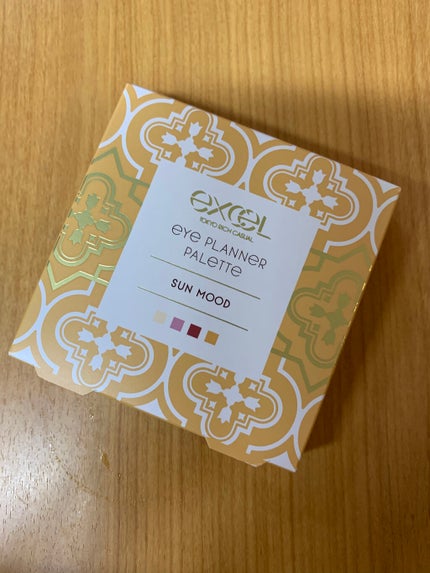 excel
TOKYO RICH CASUAL
EYE PLANNER
PALETTE
SUN MOOD